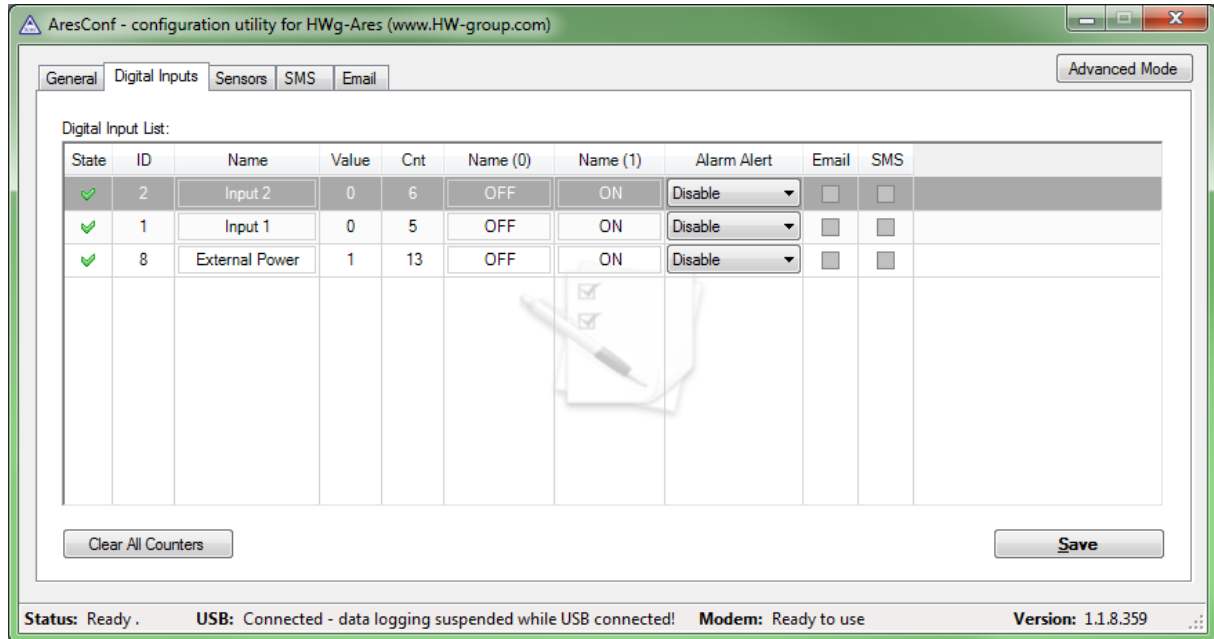 AresConf - configuration utility for HWg-Ares (www.HW-group.com)
General Digital Inputs Sensors SMS Email Advanced Mode
Digital Input List:
State ID Name Value Cnt Name (0) Name (1) Alarm Alert Email SMS
2 Input 2 0 6 OFF ON Disable
1 Input 1 0 5 OFF ON Disable
8 External Power 1 13 OFF ON Disable
Clear All Counters Save
Status: Ready . USB: Connected - data logging suspended while USB connected! Modem: Ready to use Version: 1.1.8.359